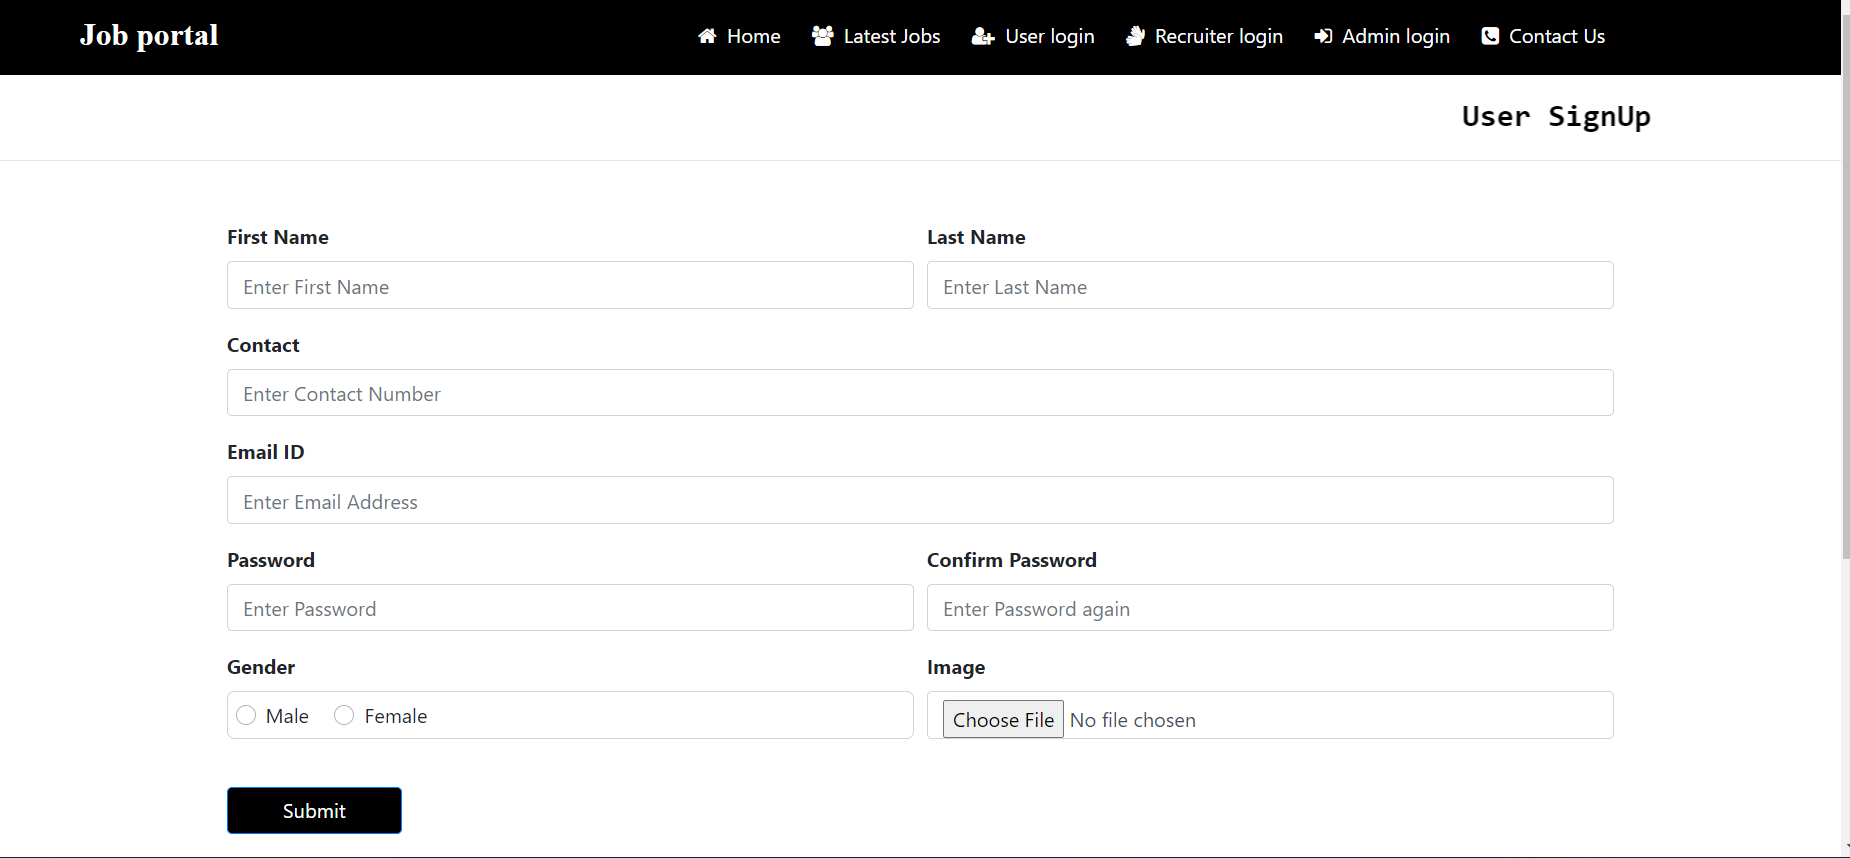 Job portal Home Latest Jobs User login Recruiter login Admin login Contact Us
User SignUp
First Name Last Name
Enter First Name Enter Last Name
Contact
Enter Contact Number
Email ID
Enter Email Address
Password Confirm Password
Enter Password Enter Password again
Gender Image
Male Female Choose File No file chosen
Submit